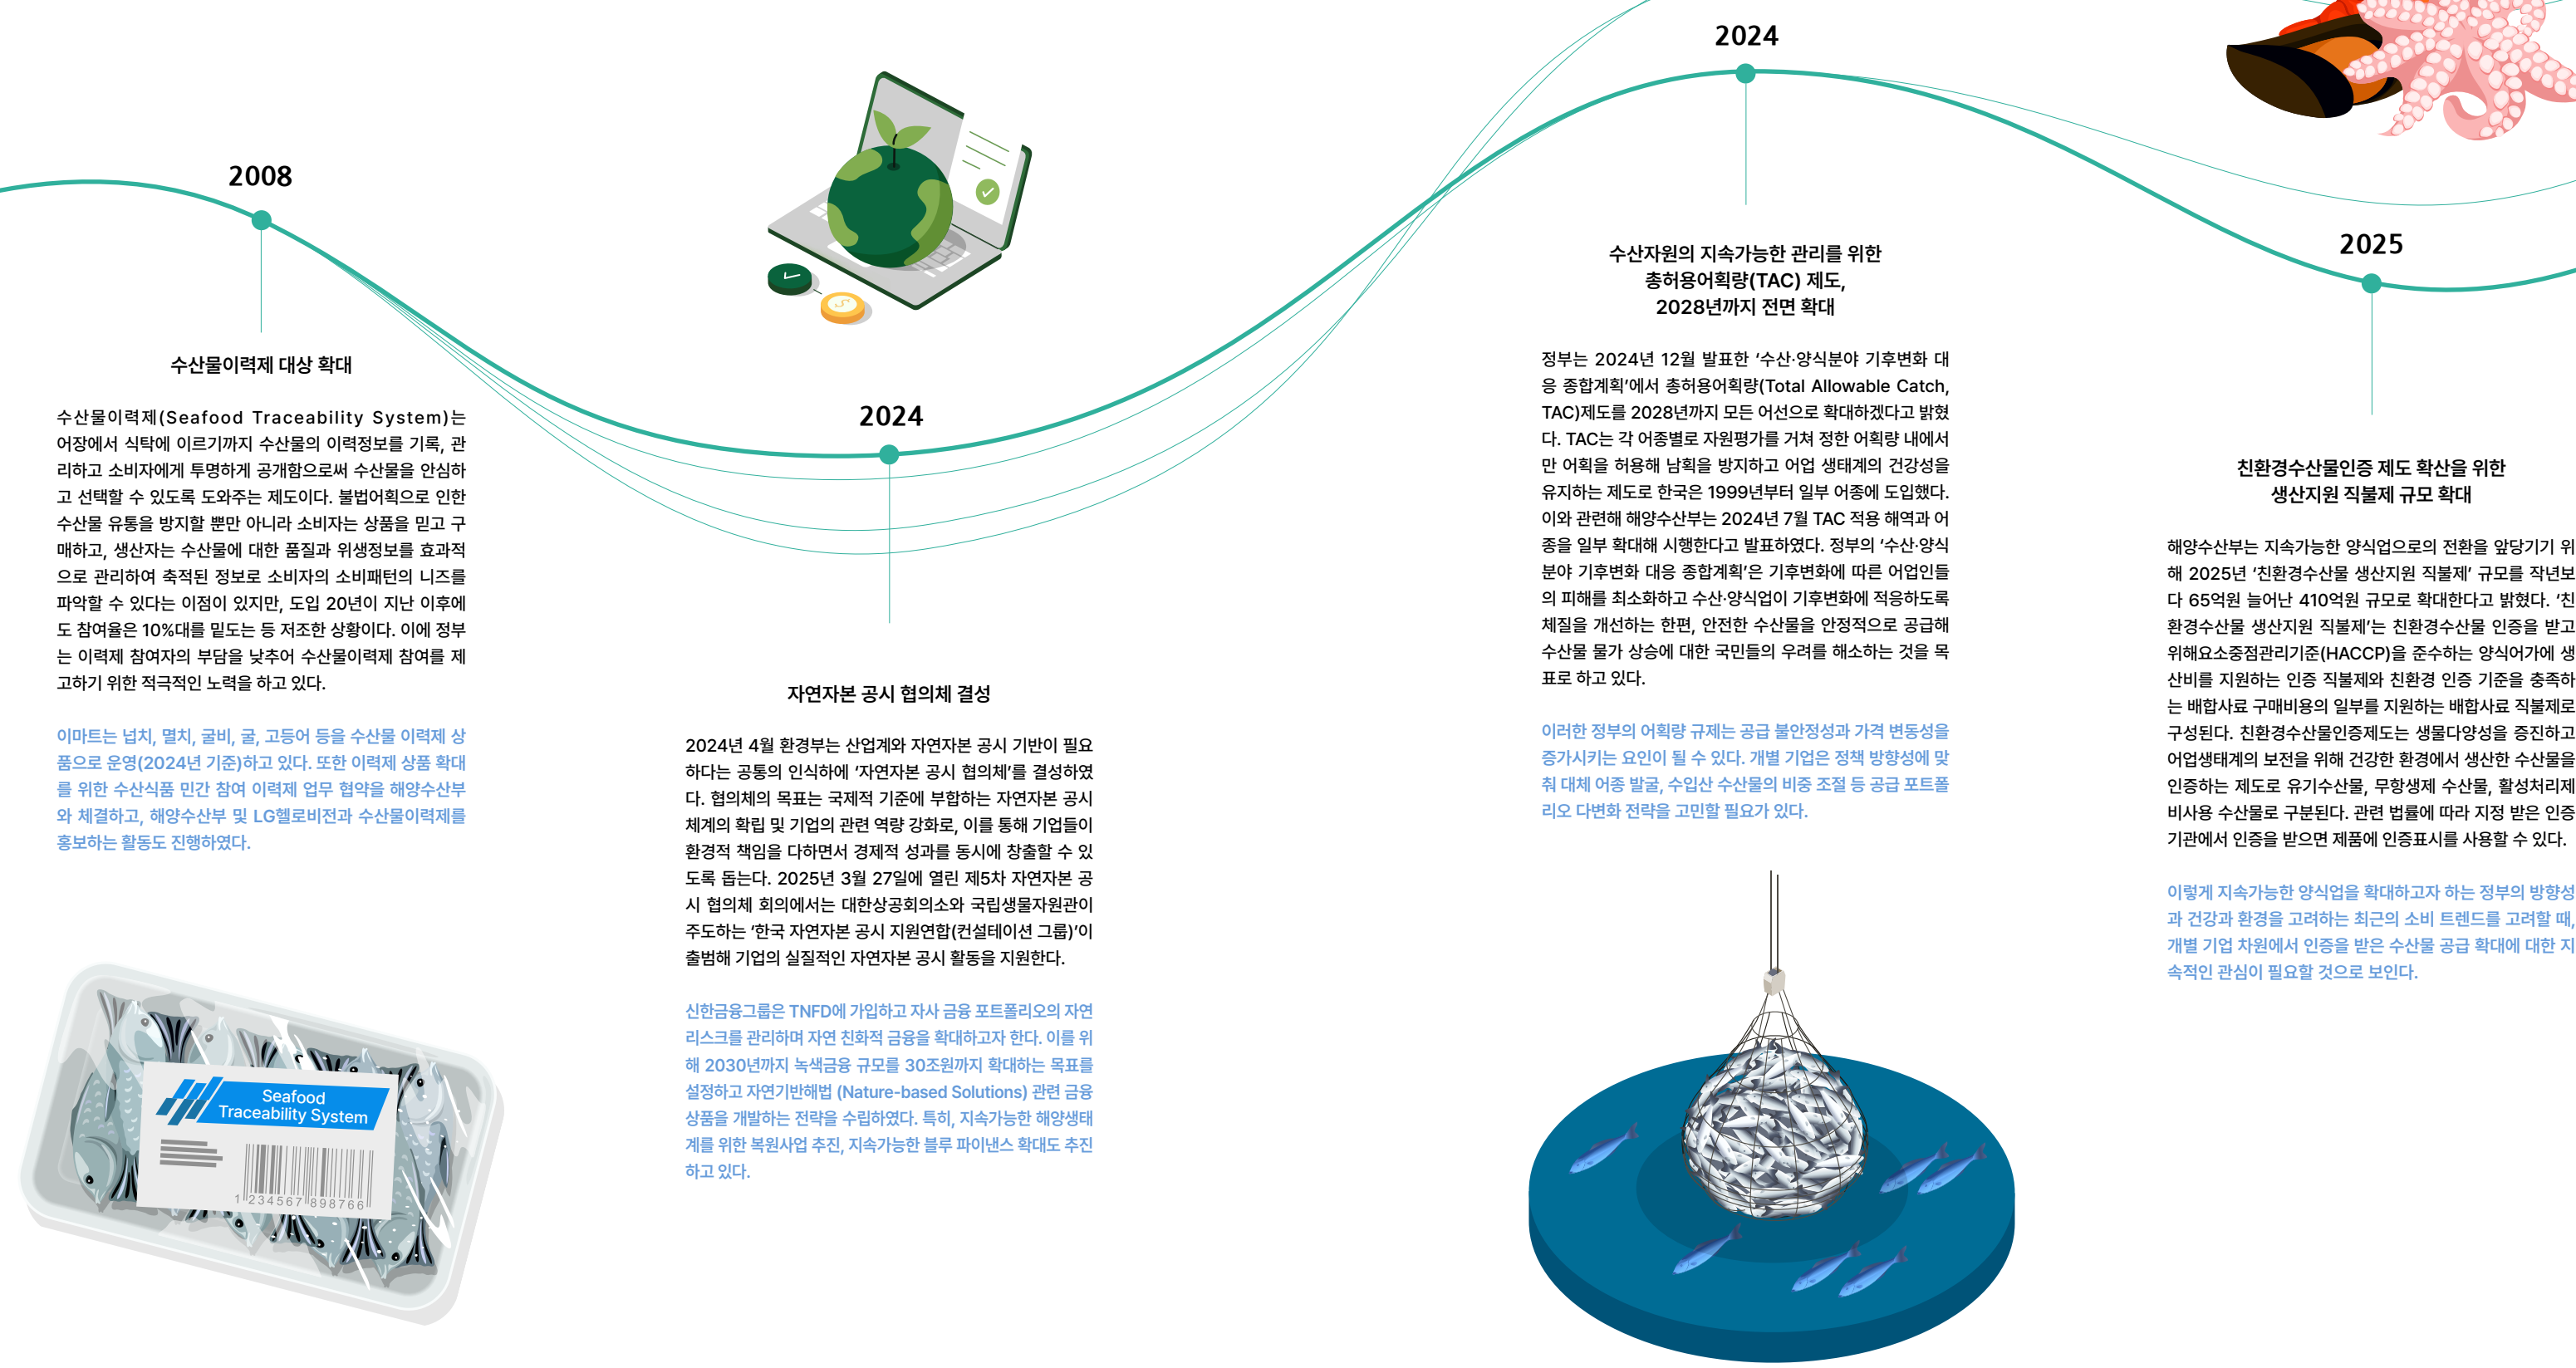 2008
수산물이력제 대상 확대
수산물이력제(Seafood Traceability System)는
어장에서 식탁에 이르기까지 수산물의 이력정보를 기록, 관
리하고 소비자에게 투명하게 공개함으로써 수산물을 안심하
고 선택할 수 있도록 도와주는 제도이다. 불법어획으로 인한
수산물 유통을 방지할 뿐만 아니라 소비자는 상품을 믿고 구
매하고, 생산자는 수산물에 대한 품질과 위생정보를 효과적
으로 관리하여 축적된 정보로 소비자의 소비패턴의 니즈를
파악할 수 있다는 이점이 있지만, 도입 20년이 지난 이후에
도 참여율은 10%대를 밑도는 등 저조한 상황이다. 이에 정부
는 이력제 참여자의 부담을 낮추어 수산물이력제 참여를 제
고하기 위한 적극적인 노력을 하고 있다.
이마트는 넙치, 멸치, 굴비, 굴, 고등어 등을 수산물 이력제 상
품으로 운영(2024년 기준)하고 있다. 또한 이력제 상품 확대
를 위한 수산식품 민간 참여 이력제 업무 협약을 해양수산부
와 체결하고, 해양수산부 및 LG헬로비전과 수산물이력제를
홍보하는 활동도 진행하였다.
Seafood
Traceability System
1 234567 898766
2024
자연자본 공시 협의체 결성
2024년 4월 환경부는 산업계와 자연자본 공시 기반이 필요
하다는 공통의 인식하에 ‘자연자본 공시 협의체’를 결성하였
다. 협의체의 목표는 국제적 기준에 부합하는 자연자본 공시
체계의 확립 및 기업의 관련 역량 강화로, 이를 통해 기업들이
환경적 책임을 다하면서 경제적 성과를 동시에 창출할 수 있
도록 돕는다. 2025년 3월 27일에 열린 제5차 자연자본 공
시 협의체 회의에서는 대한상공회의소와 국립생물자원관이
주도하는 ‘한국 자연자본 공시 지원연합(컨설테이션 그룹)’이
출범해 기업의 실질적인 자연자본 공시 활동을 지원한다.
신한금융그룹은 TNFD에 가입하고 자사 금융 포트폴리오의 자연
리스크를 관리하며 자연 친화적 금융을 확대하고자 한다. 이를 위
해 2030년까지 녹색금융 규모를 30조원까지 확대하는 목표를
설정하고 자연기반해법 (Nature-based Solutions) 관련 금융
상품을 개발하는 전략을 수립하였다. 특히, 지속가능한 해양생태
계를 위한 복원사업 추진, 지속가능한 블루 파이낸스 확대도 추진
하고 있다.
2024
수산자원의 지속가능한 관리를 위한
총허용어획량(TAC) 제도,
2028년까지 전면 확대
정부는 2024년 12월 발표한 ‘수산·양식분야 기후변화 대
응 종합계획’에서 총허용어획량(Total Allowable Catch,
TAC)제도를 2028년까지 모든 어선으로 확대하겠다고 밝혔
다. TAC는 각 어종별로 자원평가를 거쳐 정한 어획량 내에서
만 어획을 허용해 남획을 방지하고 어업 생태계의 건강성을
유지하는 제도로 한국은 1999년부터 일부 어종에 도입했다.
이와 관련해 해양수산부는 2024년 7월 TAC 적용 해역과 어
종을 일부 확대해 시행한다고 발표하였다. 정부의 ‘수산·양식
분야 기후변화 대응 종합계획’은 기후변화에 따른 어업인들
의 피해를 최소화하고 수산·양식업이 기후변화에 적응하도록
체질을 개선하는 한편, 안전한 수산물을 안정적으로 공급해
수산물 물가 상승에 대한 국민들의 우려를 해소하는 것을 목
표로 하고 있다.
이러한 정부의 어획량 규제는 공급 불안정성과 가격 변동성을
증가시키는 요인이 될 수 있다. 개별 기업은 정책 방향성에 맞
춰 대체 어종 발굴, 수입산 수산물의 비중 조절 등 공급 포트폴
리오 다변화 전략을 고민할 필요가 있다.
2025
친환경수산물인증 제도 확산을 위한
생산지원 직불제 규모 확대
해양수산부는 지속가능한 양식업으로의 전환을 앞당기기 위
해 2025년 ‘친환경수산물 생산지원 직불제’ 규모를 작년보
다 65억원 늘어난 410억원 규모로 확대한다고 밝혔다. ‘친
환경수산물 생산지원 직불제’는 친환경수산물 인증을 받고
위해요소중점관리기준(HACCP)을 준수하는 양식어가에 생
산비를 지원하는 인증 직불제와 친환경 인증 기준을 충족하
는 배합사료 구매비용의 일부를 지원하는 배합사료 직불제로
구성된다. 친환경수산물인증제도는 생물다양성을 증진하고
어업생태계의 보전을 위해 건강한 환경에서 생산한 수산물을
인증하는 제도로 유기수산물, 무항생제 수산물, 활성처리제
비사용 수산물로 구분된다. 관련 법률에 따라 지정 받은 인증
기관에서 인증을 받으면 제품에 인증표시를 사용할 수 있다.
이렇게 지속가능한 양식업을 확대하고자 하는 정부의 방향성
과 건강과 환경을 고려하는 최근의 소비 트렌드를 고려할 때,
개별 기업 차원에서 인증을 받은 수산물 공급 확대에 대한 지
속적인 관심이 필요할 것으로 보인다.